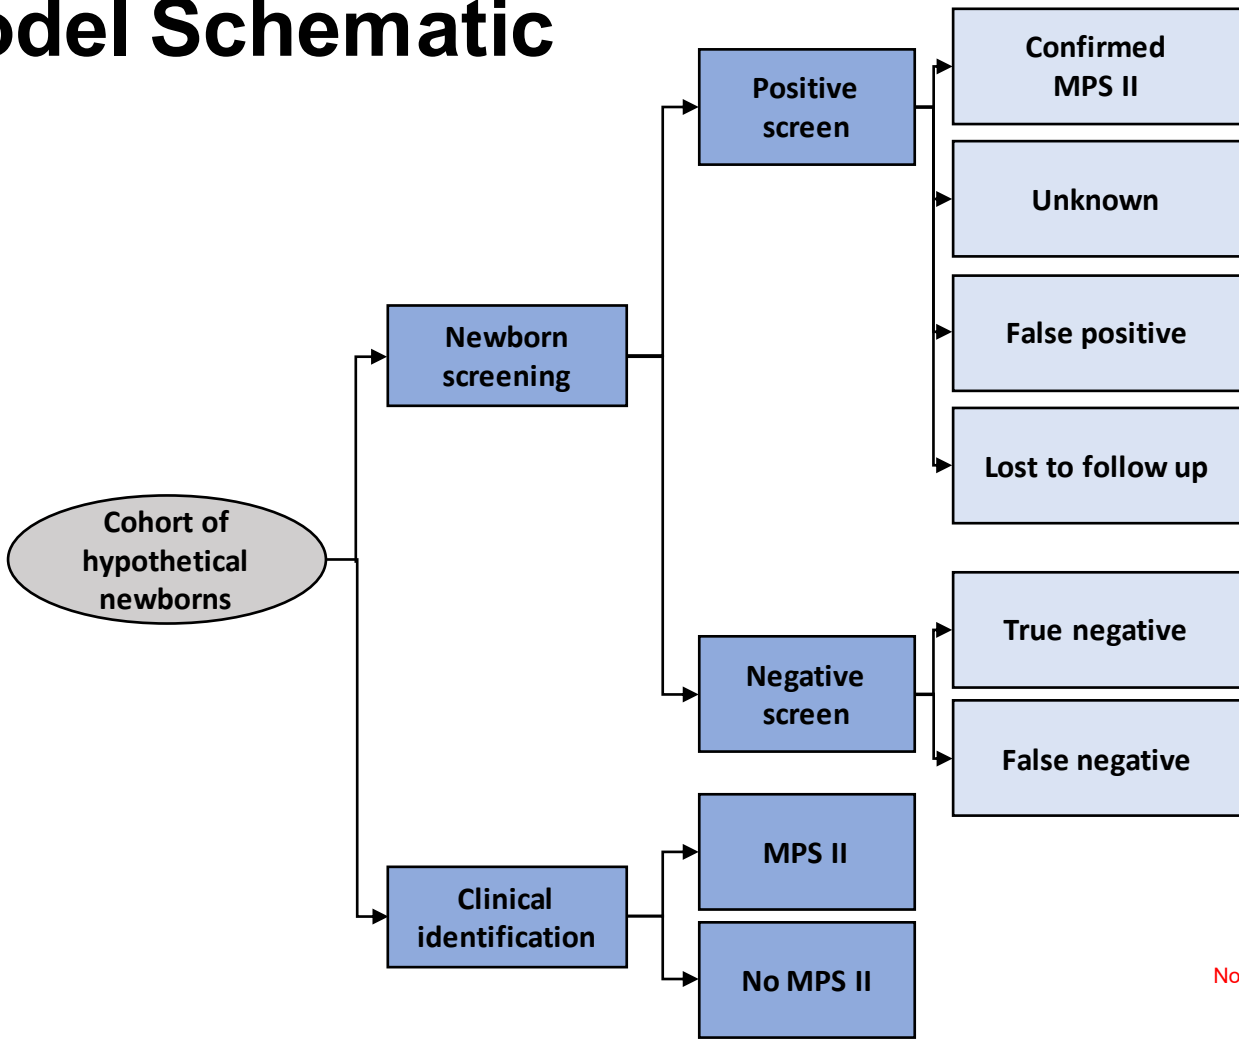 odel Schematic
Confirmed
MPS II
Positive
screen
Unknown
False positive
Newborn
screening
Lost to follow up
Cohort of
hypothetical
newborns
True negative
Negative
screen
False negative
MPS II
Clinical
identification
No MPS II
No